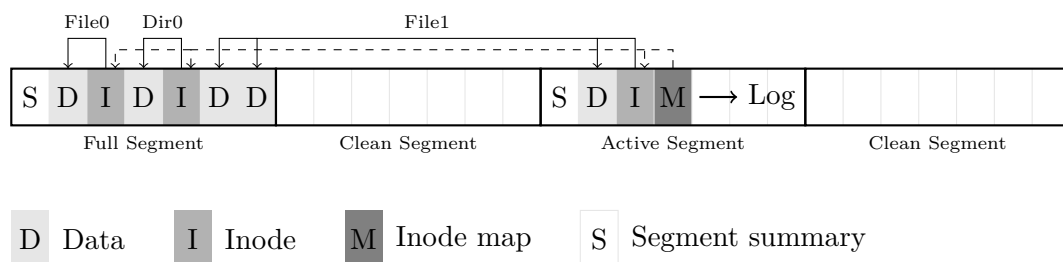 File0 Dir0 File1
S D I D I D D S D I M Log
Full Segment Clean Segment Active Segment Clean Segment
D Data I Inode M Inode map S Segment summary